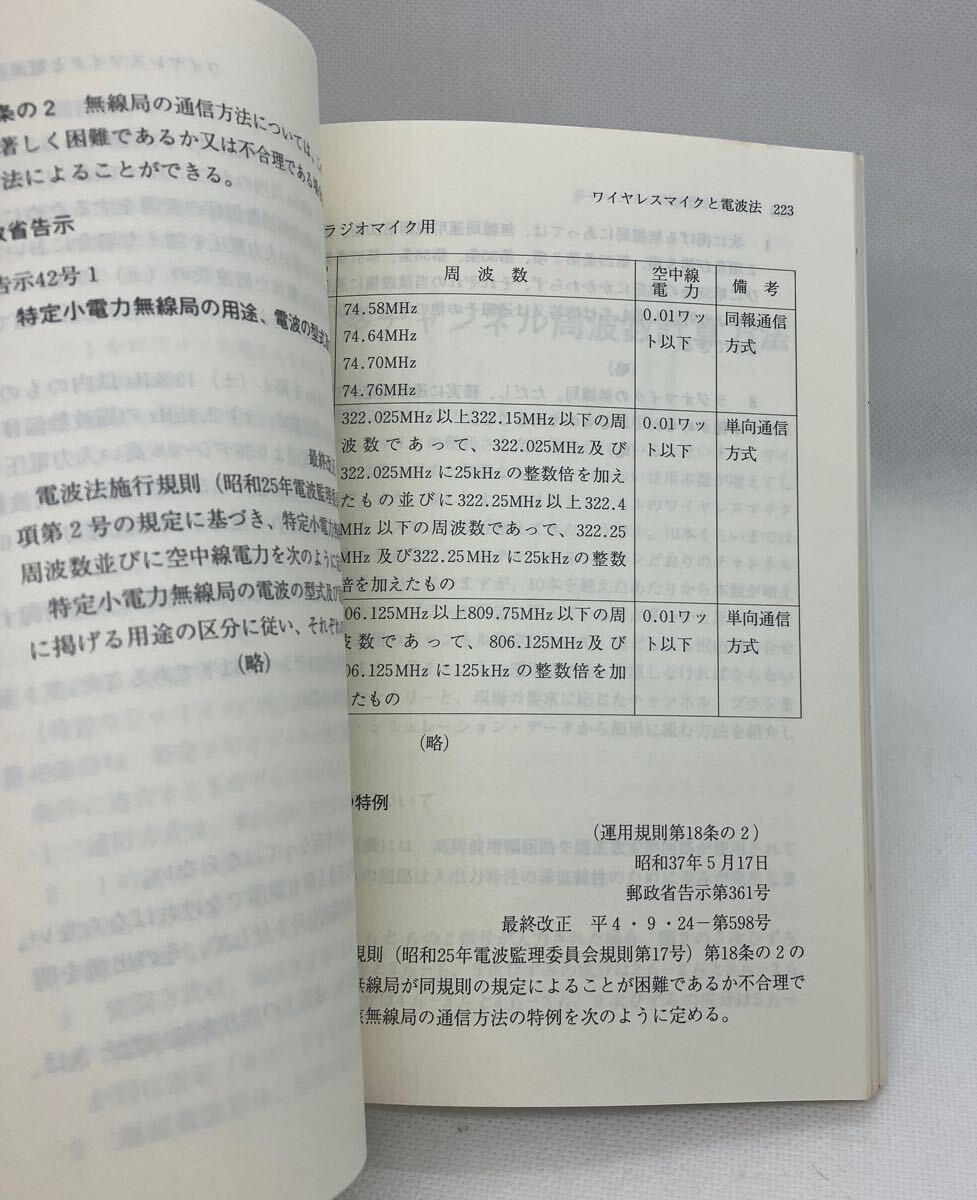 条の2　無線局の通信方法については、こ
著しく困難であるか又は不合理である
法によることができる。
政省告示
告示42号1
特定小電力無線局の用途、電波の型式
最終改正
電波法施行規則（昭和25年電波監理
項第2号の規定に基づき、特定小電力
周波数並びに空中線電力を次のように
特定小電力無線局の電波の型式及び
に掲げる用途の区分に従い、それぞれ
(略)
ワイヤレスマイクと電波法　223
ラジオマイク用
周波数　空中線電力　備考
74.58MHz　0.01ワッ　同報通信
74.64MHz　ト以下　方式
74.70MHz
74.76MHz
322.025MHz以上322.15MHz以下の周　0.01ワッ　単向通信
波数であって、322.025MHz及び　ト以下　方式
322.025MHzに25kHzの整数倍を加え
たもの並びに322.25MHz以上322.4
MHz以下の周波数であって、322.25
MHz及び322.25MHzに25kHzの整数
倍を加えたもの
06.125MHz以上809.75MHz以下の周　0.01ワッ　単向通信
波数であって、806.125MHz及び　ト以下　方式
06.125MHzに125kHzの整数倍を加
たもの
(略)
の特例
(運用規則第18条の2)
昭和37年5月17日
郵政省告示第361号
最終改正　平4・9・24－第598号
規則（昭和25年電波監理委員会規則第17号）第18条の2の
無線局が同規則の規定によることが困難であるか不合理で
該無線局の通信方法の特例を次のように定める。